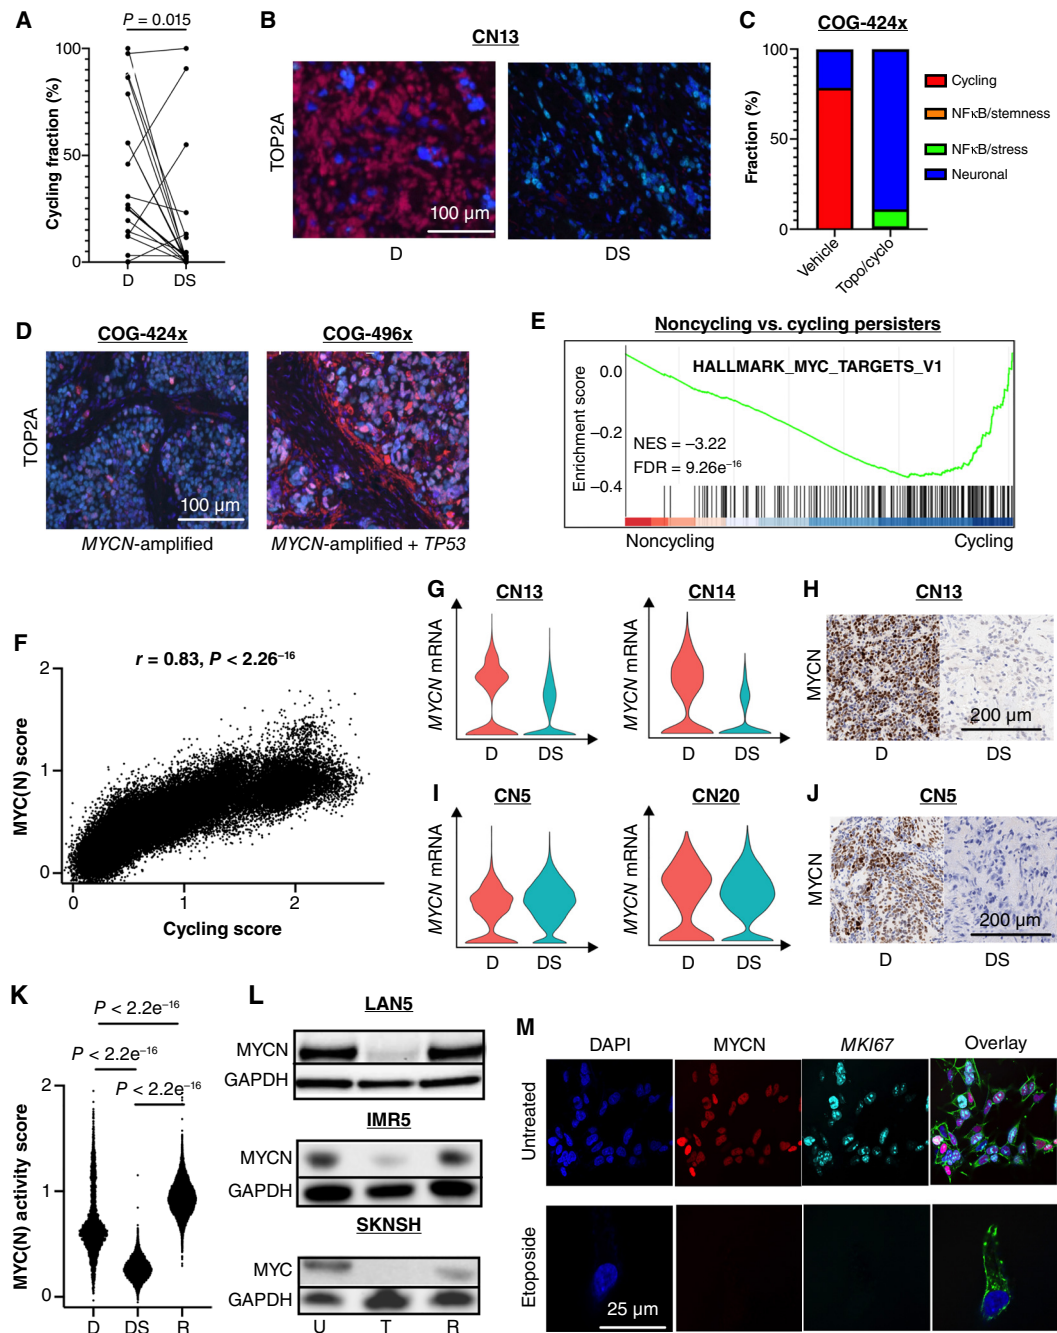 A
P = 0.015
Cycling fraction (%)
100
50
0
D
DS
B
CN13
TOP2A
100 µm
D
DS
C
COG-424x
Fraction (%)
100
50
0
Vehicle
Topo/cyclo
Cycling
NFκB/stemness
NFκB/stress
Neuronal
D
COG-424x
COG-496x
TOP2A
100 µm
MYCN-amplified
MYCN-amplified + TP53
E
Noncycling vs. cycling persisters
HALLMARK_MYC_TARGETS_V1
Enrichment score
0.0
–0.2
–0.4
NES = –3.22
FDR = 9.26e⁻¹⁶
Noncycling
Cycling
F
r = 0.83, P < 2.26⁻¹⁶
MYC(N) score
2
1
0
0
1
2
Cycling score
G
CN13
MYCN mRNA
D
DS
CN14
MYCN mRNA
D
DS
H
CN13
MYCN
200 µm
D
DS
I
CN5
MYCN mRNA
D
DS
CN20
MYCN mRNA
D
DS
J
CN5
MYCN
200 µm
D
DS
K
P < 2.2e⁻¹⁶
P < 2.2e⁻¹⁶
P < 2.2e⁻¹⁶
MYC(N) activity score
2
1
0
D
DS
R
L
LAN5
MYCN
GAPDH
IMR5
MYCN
GAPDH
SKNSH
MYC
GAPDH
U
T
R
M
DAPI
MYCN
MKI67
Overlay
Untreated
Etoposide
25 µm